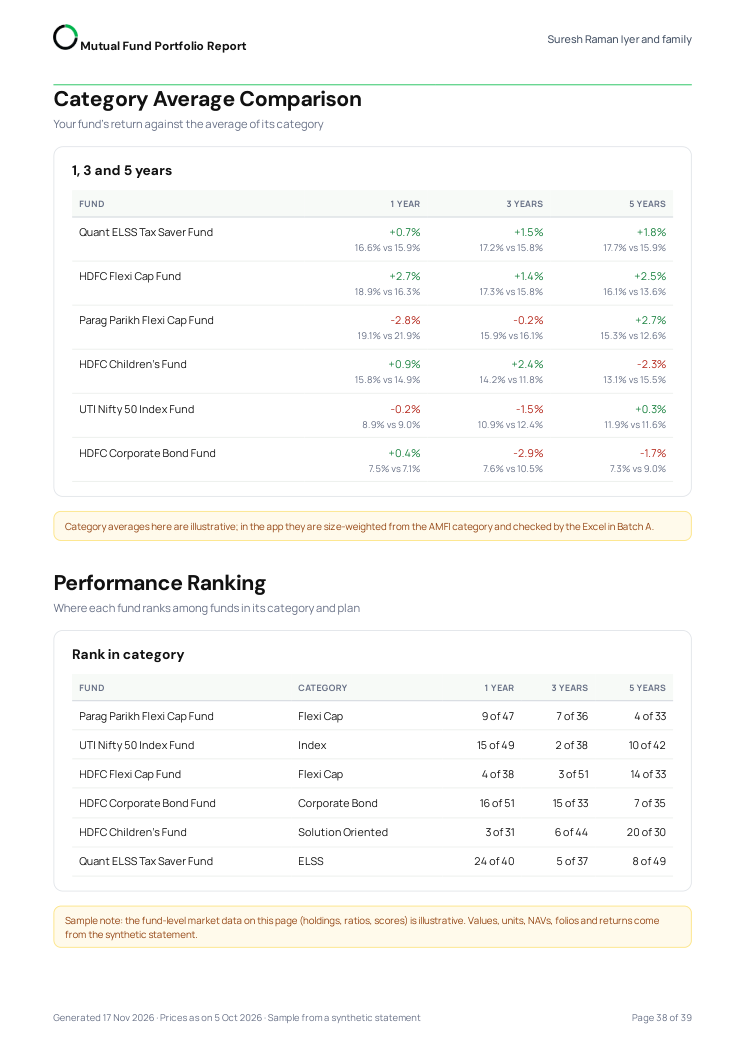 Mutual Fund Portfolio Report
Suresh Raman Iyer and family
Category Average Comparison
Your fund's return against the average of its category
1, 3 and 5 years
FUND 1 YEAR 3 YEARS 5 YEARS
Quant ELSS Tax Saver Fund +0.7% +1.5% +1.8%
16.6% vs 15.9% 17.2% vs 15.8% 17.7% vs 15.9%
HDFC Flexi Cap Fund +2.7% +1.4% +2.5%
18.9% vs 16.3% 17.3% vs 15.8% 16.1% vs 13.6%
Parag Parikh Flexi Cap Fund -2.8% -0.2% +2.7%
19.1% vs 21.9% 15.9% vs 16.1% 15.3% vs 12.6%
HDFC Children's Fund +0.9% +2.4% -2.3%
15.8% vs 14.9% 14.2% vs 11.8% 13.1% vs 15.5%
UTI Nifty 50 Index Fund -0.2% -1.5% +0.3%
8.9% vs 9.0% 10.9% vs 12.4% 11.9% vs 11.6%
HDFC Corporate Bond Fund +0.4% -2.9% -1.7%
7.5% vs 7.1% 7.6% vs 10.5% 7.3% vs 9.0%
Category averages here are illustrative; in the app they are size-weighted from the AMFI category and checked by the Excel in Batch A.
Performance Ranking
Where each fund ranks among funds in its category and plan
Rank in category
FUND CATEGORY 1 YEAR 3 YEARS 5 YEARS
Parag Parikh Flexi Cap Fund Flexi Cap 9 of 47 7 of 36 4 of 33
UTI Nifty 50 Index Fund Index 15 of 49 2 of 38 10 of 42
HDFC Flexi Cap Fund Flexi Cap 4 of 38 3 of 51 14 of 33
HDFC Corporate Bond Fund Corporate Bond 16 of 51 15 of 33 7 of 35
HDFC Children's Fund Solution Oriented 3 of 31 6 of 44 20 of 30
Quant ELSS Tax Saver Fund ELSS 24 of 40 5 of 37 8 of 49
Sample note: the fund-level market data on this page (holdings, ratios, scores) is illustrative. Values, units, NAVs, folios and returns come
from the synthetic statement.
Generated 17 Nov 2026 · Prices as on 5 Oct 2026 · Sample from a synthetic statement
Page 38 of 39